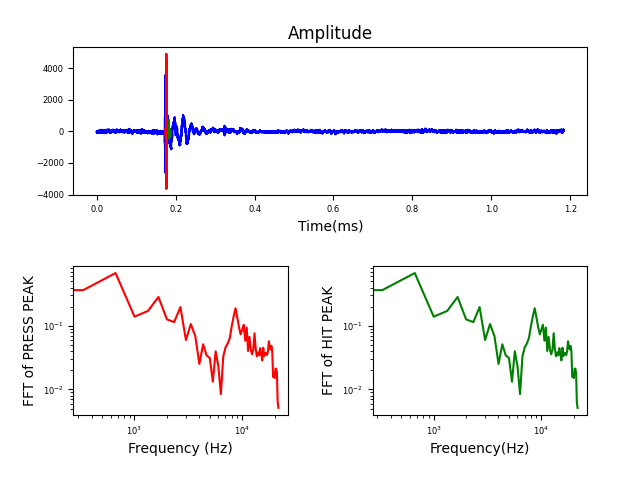 Amplitude
4000
2000
0
−2000
−4000
0.0 0.2 0.4 0.6 0.8 1.0 1.2
Time(ms)
FFT of PRESS PEAK
10⁻¹
10⁻²
10³ 10⁴
Frequency (Hz)
FFT of HIT PEAK
10⁻¹
10⁻²
10³ 10⁴
Frequency(Hz)